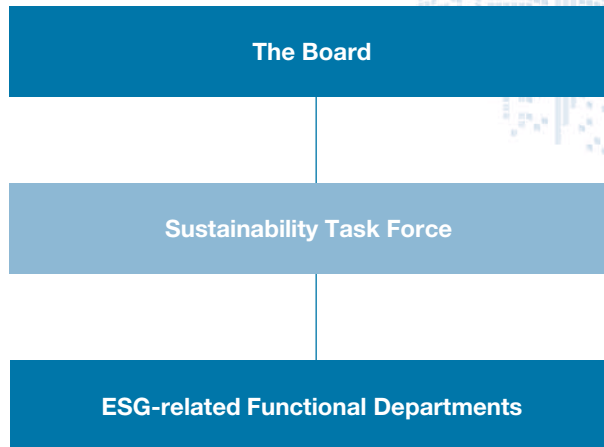 The Board
Sustainability Task Force
ESG-related Functional Departments